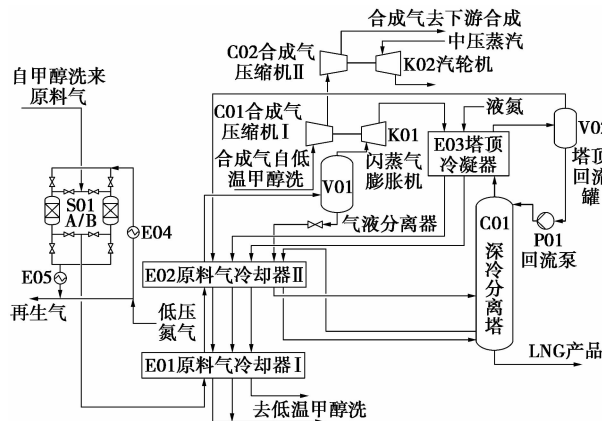 合成气去下游合成
中压蒸汽
C02合成气
压缩机Ⅱ
K02汽轮机
自甲醇洗来
原料气
C01合成气
压缩机Ⅰ
K01
液氮
V02
E03塔顶
冷凝器
塔顶
回流
罐
合成气自低
温甲醇洗
闪蒸气
膨胀机
V01
S01
A/B
E04
气液分离器
C01
深冷分离塔
P01
回流泵
E05
E02原料气冷却器Ⅱ
再生气
低压
氮气
E01原料气冷却器Ⅰ
LNG产品
去低温甲醇洗